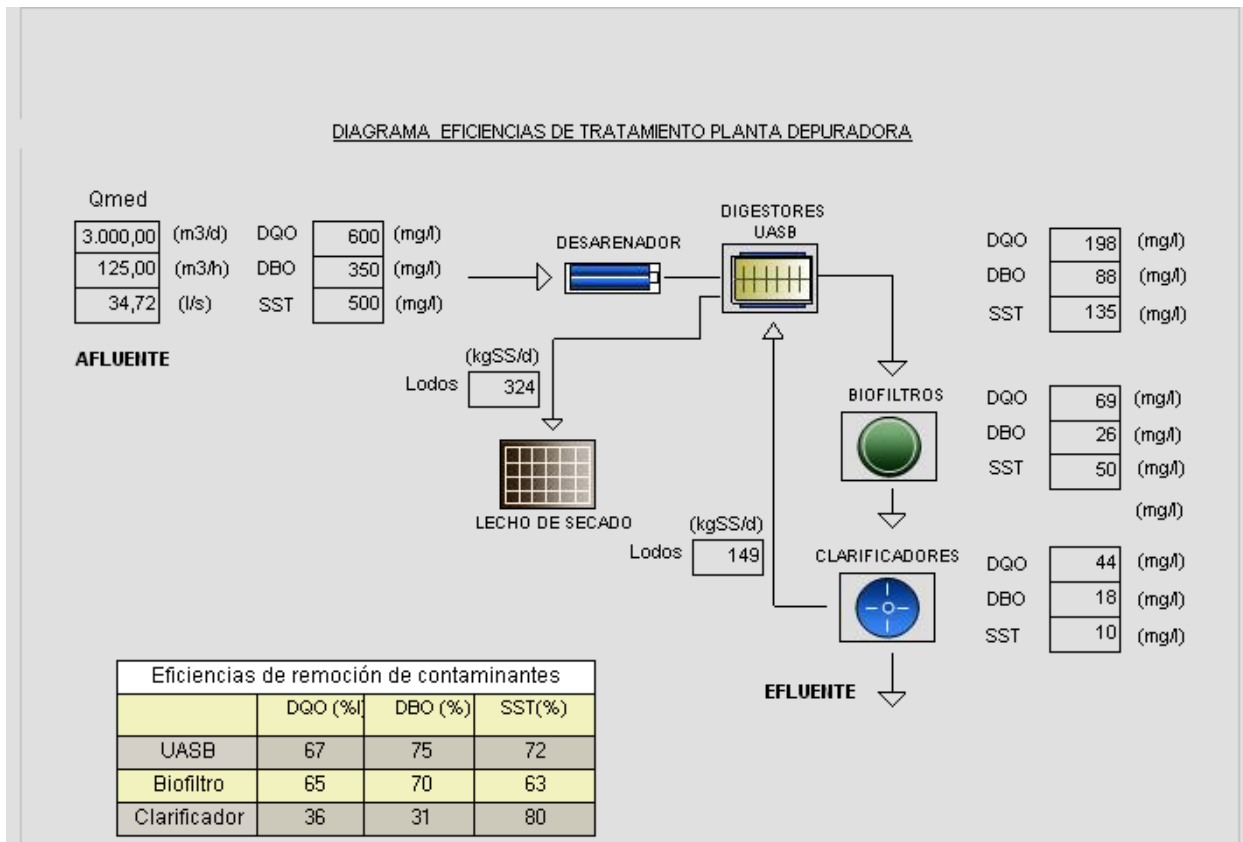 DIAGRAMA EFICIENCIAS DE TRATAMIENTO PLANTA DEPURADORA
Qmed
3.000,00 (m3/d) DQO 600 (mg/l)
125,00 (m3/h) DBO 350 (mg/l)
34,72 (l/s) SST 500 (mg/l)
AFLUENTE
DESARENADOR
DIGESTORES
UASB
DQO 198 (mg/l)
DBO 88 (mg/l)
SST 135 (mg/l)
(kgSS/d)
Lodos 324
LECHO DE SECADO
BIOFILTROS
DQO 69 (mg/l)
DBO 26 (mg/l)
SST 50 (mg/l)
(mg/l)
(kgSS/d)
Lodos 149
CLARIFICADORES
DQO 44 (mg/l)
DBO 18 (mg/l)
SST 10 (mg/l)
EFLUENTE
Eficiencias de remoción de contaminantes
DQO (%l DBO (%) SST(%)
UASB 67 75 72
Biofiltro 65 70 63
Clarificador 36 31 80